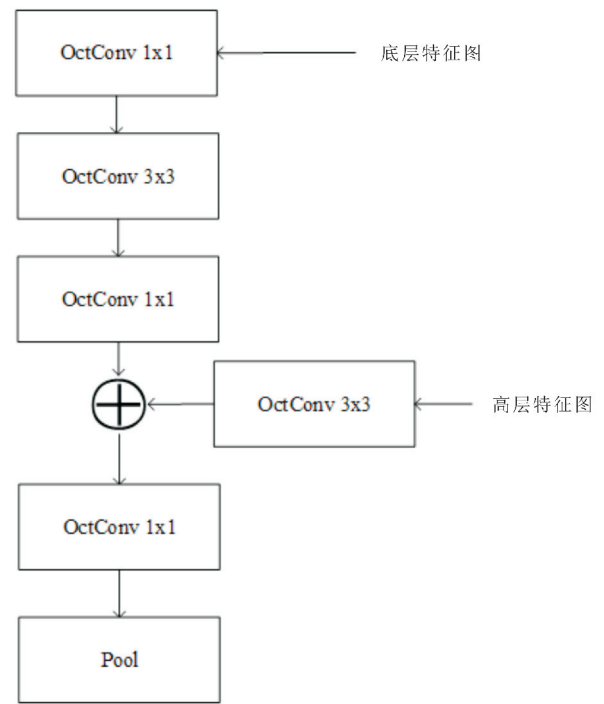 OctConv 1x1
底层特征图
OctConv 3x3
OctConv 1x1
OctConv 3x3
高层特征图
OctConv 1x1
Pool